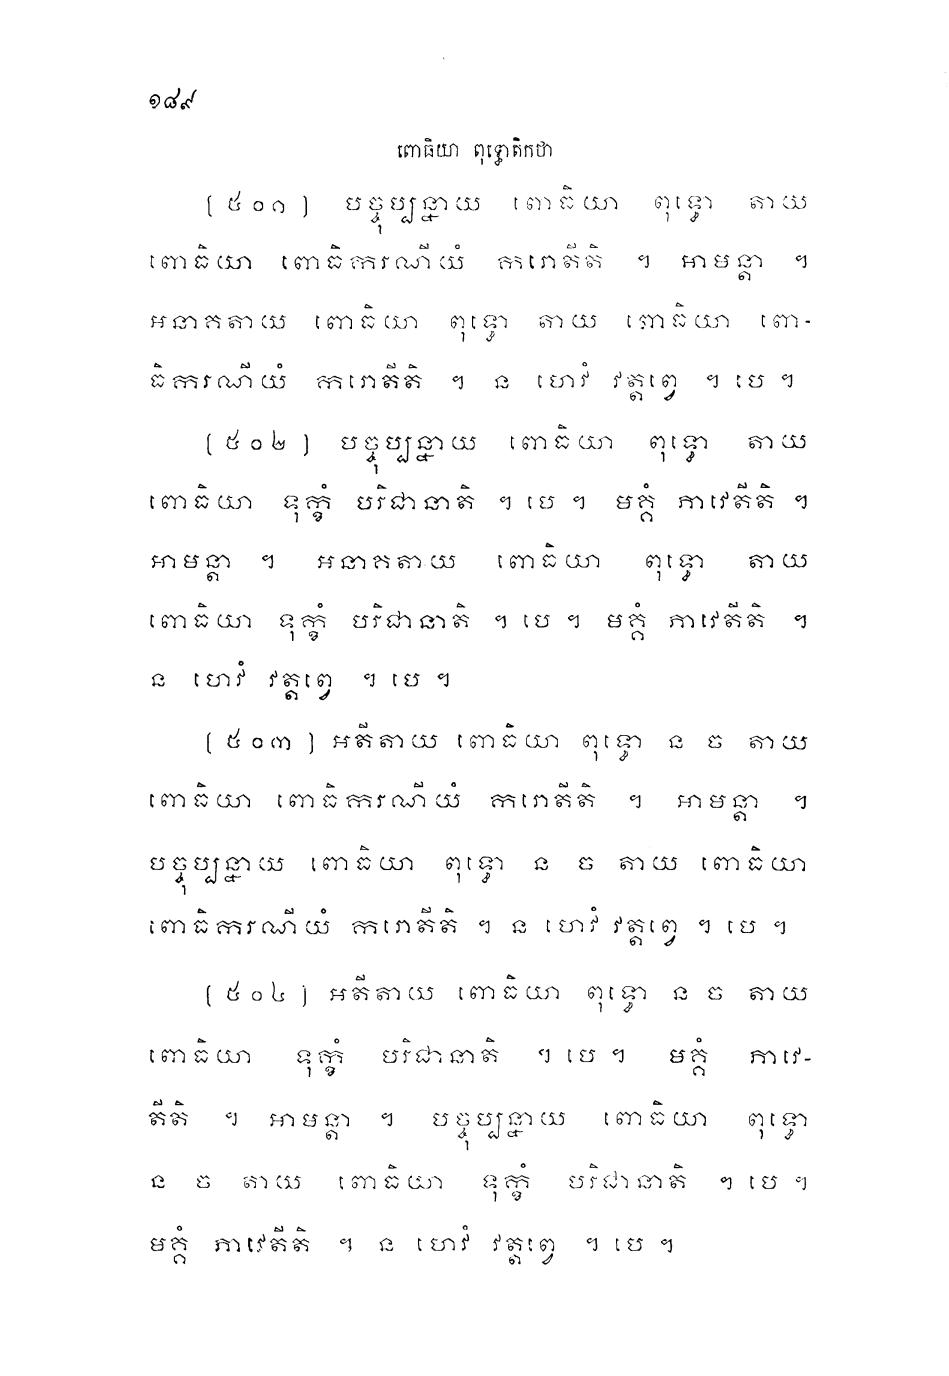 ១៨៩
ពោធិយា ពុទ្ធោតិកថា
(៥០១) បច្ចុប្បន្នាយ ពោធិយា ពុទ្ធោ តាយ
ពោធិយា ពោធិករណីយំ ករោតីតិ ។ អាមន្តា ។
អនាគតាយ ពោធិយា ពុទ្ធោ តាយ ពោធិយា ពោ-
ធិករណីយំ ករោតីតិ ។ ន ហេវំ វត្តព្វេ ។ បេ ។
(៥០២) បច្ចុប្បន្នាយ ពោធិយា ពុទ្ធោ តាយ
ពោធិយា ទុក្ខំ បរិជានាតិ ។ បេ ។ មគ្គំ ភាវេតីតិ ។
អាមន្តា ។ អនាគតាយ ពោធិយា ពុទ្ធោ តាយ
ពោធិយា ទុក្ខំ បរិជានាតិ ។ បេ ។ មគ្គំ ភាវេតីតិ ។
ន ហេវំ វត្តព្វេ ។ បេ ។
(៥០៣) អតីតាយ ពោធិយា ពុទ្ធោ ន ច តាយ
ពោធិយា ពោធិករណីយំ ករោតីតិ ។ អាមន្តា ។
បច្ចុប្បន្នាយ ពោធិយា ពុទ្ធោ ន ច តាយ ពោធិយា
ពោធិករណីយំ ករោតីតិ ។ ន ហេវំ វត្តព្វេ ។ បេ ។
(៥០៤) អតីតាយ ពោធិយា ពុទ្ធោ ន ច តាយ
ពោធិយា ទុក្ខំ បរិជានាតិ ។ បេ ។ មគ្គំ ភាវេ-
តីតិ ។ អាមន្តា ។ បច្ចុប្បន្នាយ ពោធិយា ពុទ្ធោ
ន ច តាយ ពោធិយា ទុក្ខំ បរិជានាតិ ។ បេ ។
មគ្គំ ភាវេតីតិ ។ ន ហេវំ វត្តព្វេ ។ បេ ។